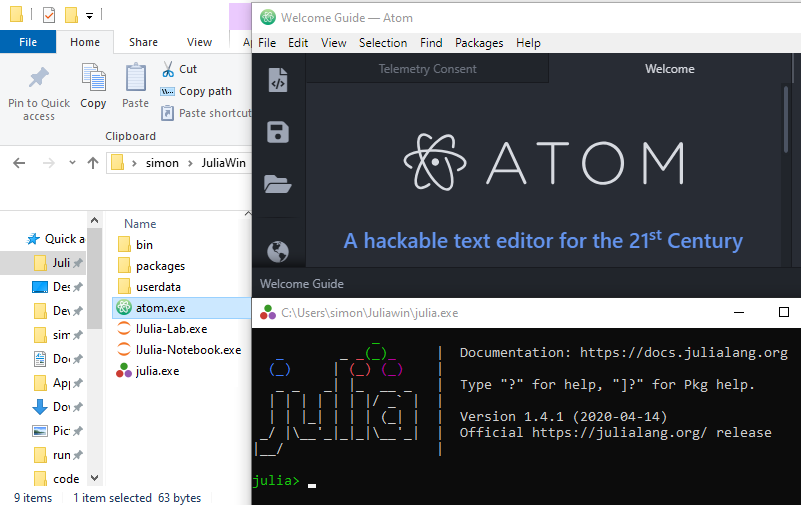 File
Home
Share
View
Pin to Quick access
Copy
Paste
Cut
Copy path
Paste shortcut
Clipboard
simon
JuliaWin
Quick a
Juli
Des
Dev
sim
Do
App
Do
Pic
run
code
Name
bin
packages
userdata
atom.exe
IJulia-Lab.exe
IJulia-Notebook.exe
julia.exe
9 items
1 item selected 63 bytes
Welcome Guide — Atom
File Edit View Selection Find Packages Help
Telemetry Consent
Welcome
ATOM
A hackable text editor for the 21st Century
Welcome Guide
C:\Users\simon\Juliawin\julia.exe
julia
Documentation: https://docs.julialang.org
Type "?" for help, "]?" for Pkg help.
Version 1.4.1 (2020-04-14)
Official https://julialang.org/ release
julia>